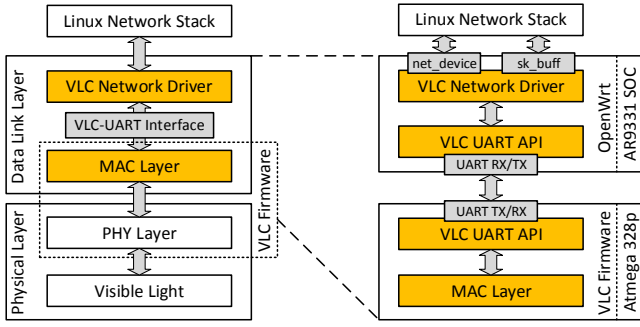 Linux Network Stack
Data Link Layer
VLC Network Driver
VLC-UART Interface
MAC Layer
VLC Firmware
Physical Layer
PHY Layer
Visible Light
Linux Network Stack
net_device
sk_buff
VLC Network Driver
VLC UART API
UART RX/TX
OpenWrt
AR9331 SOC
UART TX/RX
VLC UART API
MAC Layer
VLC Firmware
Atmega 328p